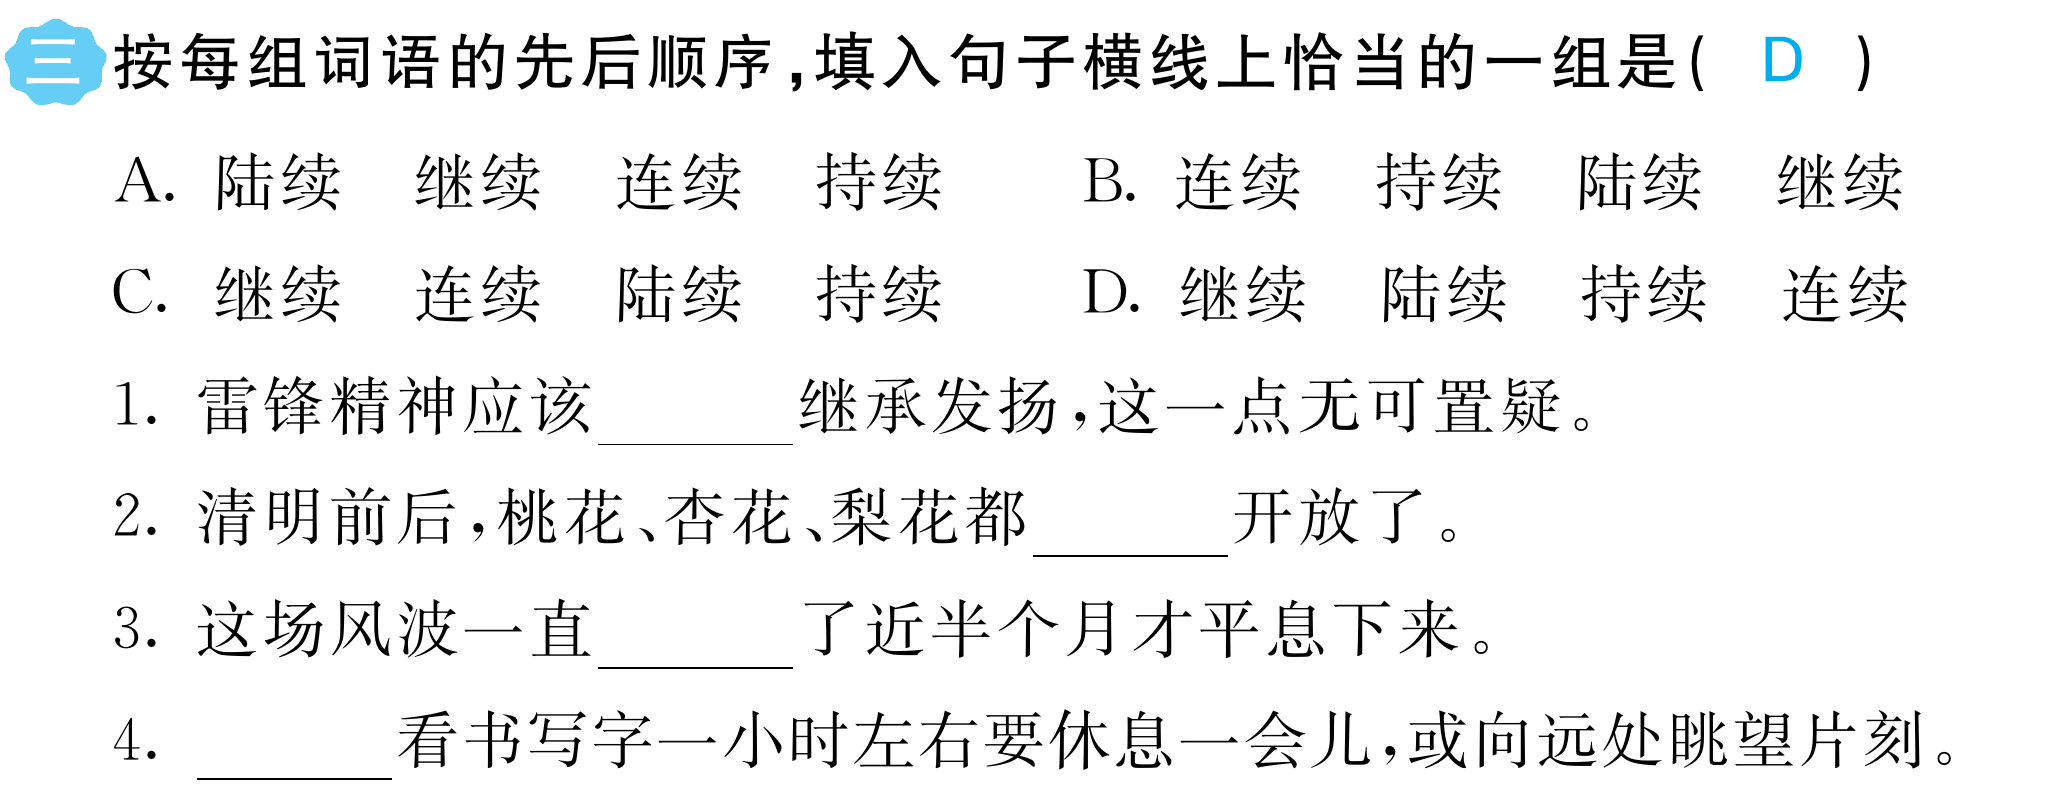 三 按每组词语的先后顺序,填入句子横线上恰当的一组是( D )
A. 陆续 继续 连续 持续 B. 连续 持续 陆续 继续
C. 继续 连续 陆续 持续 D. 继续 陆续 持续 连续
1. 雷锋精神应该______继承发扬,这一点无可置疑。
2. 清明前后,桃花、杏花、梨花都______开放了。
3. 这场风波一直______了近半个月才平息下来。
4. ______看书写字一小时左右要休息一会儿,或向远处眺望片刻。